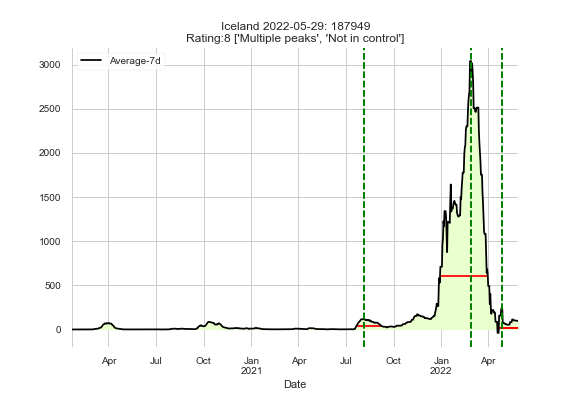 Iceland 2022-05-29: 187949
Rating:8 ['Multiple peaks', 'Not in control']
Average-7d
3000
2500
2000
1500
1000
500
0
Apr Jul Oct Jan Apr Jul Oct Jan Apr
2021 2022
Date